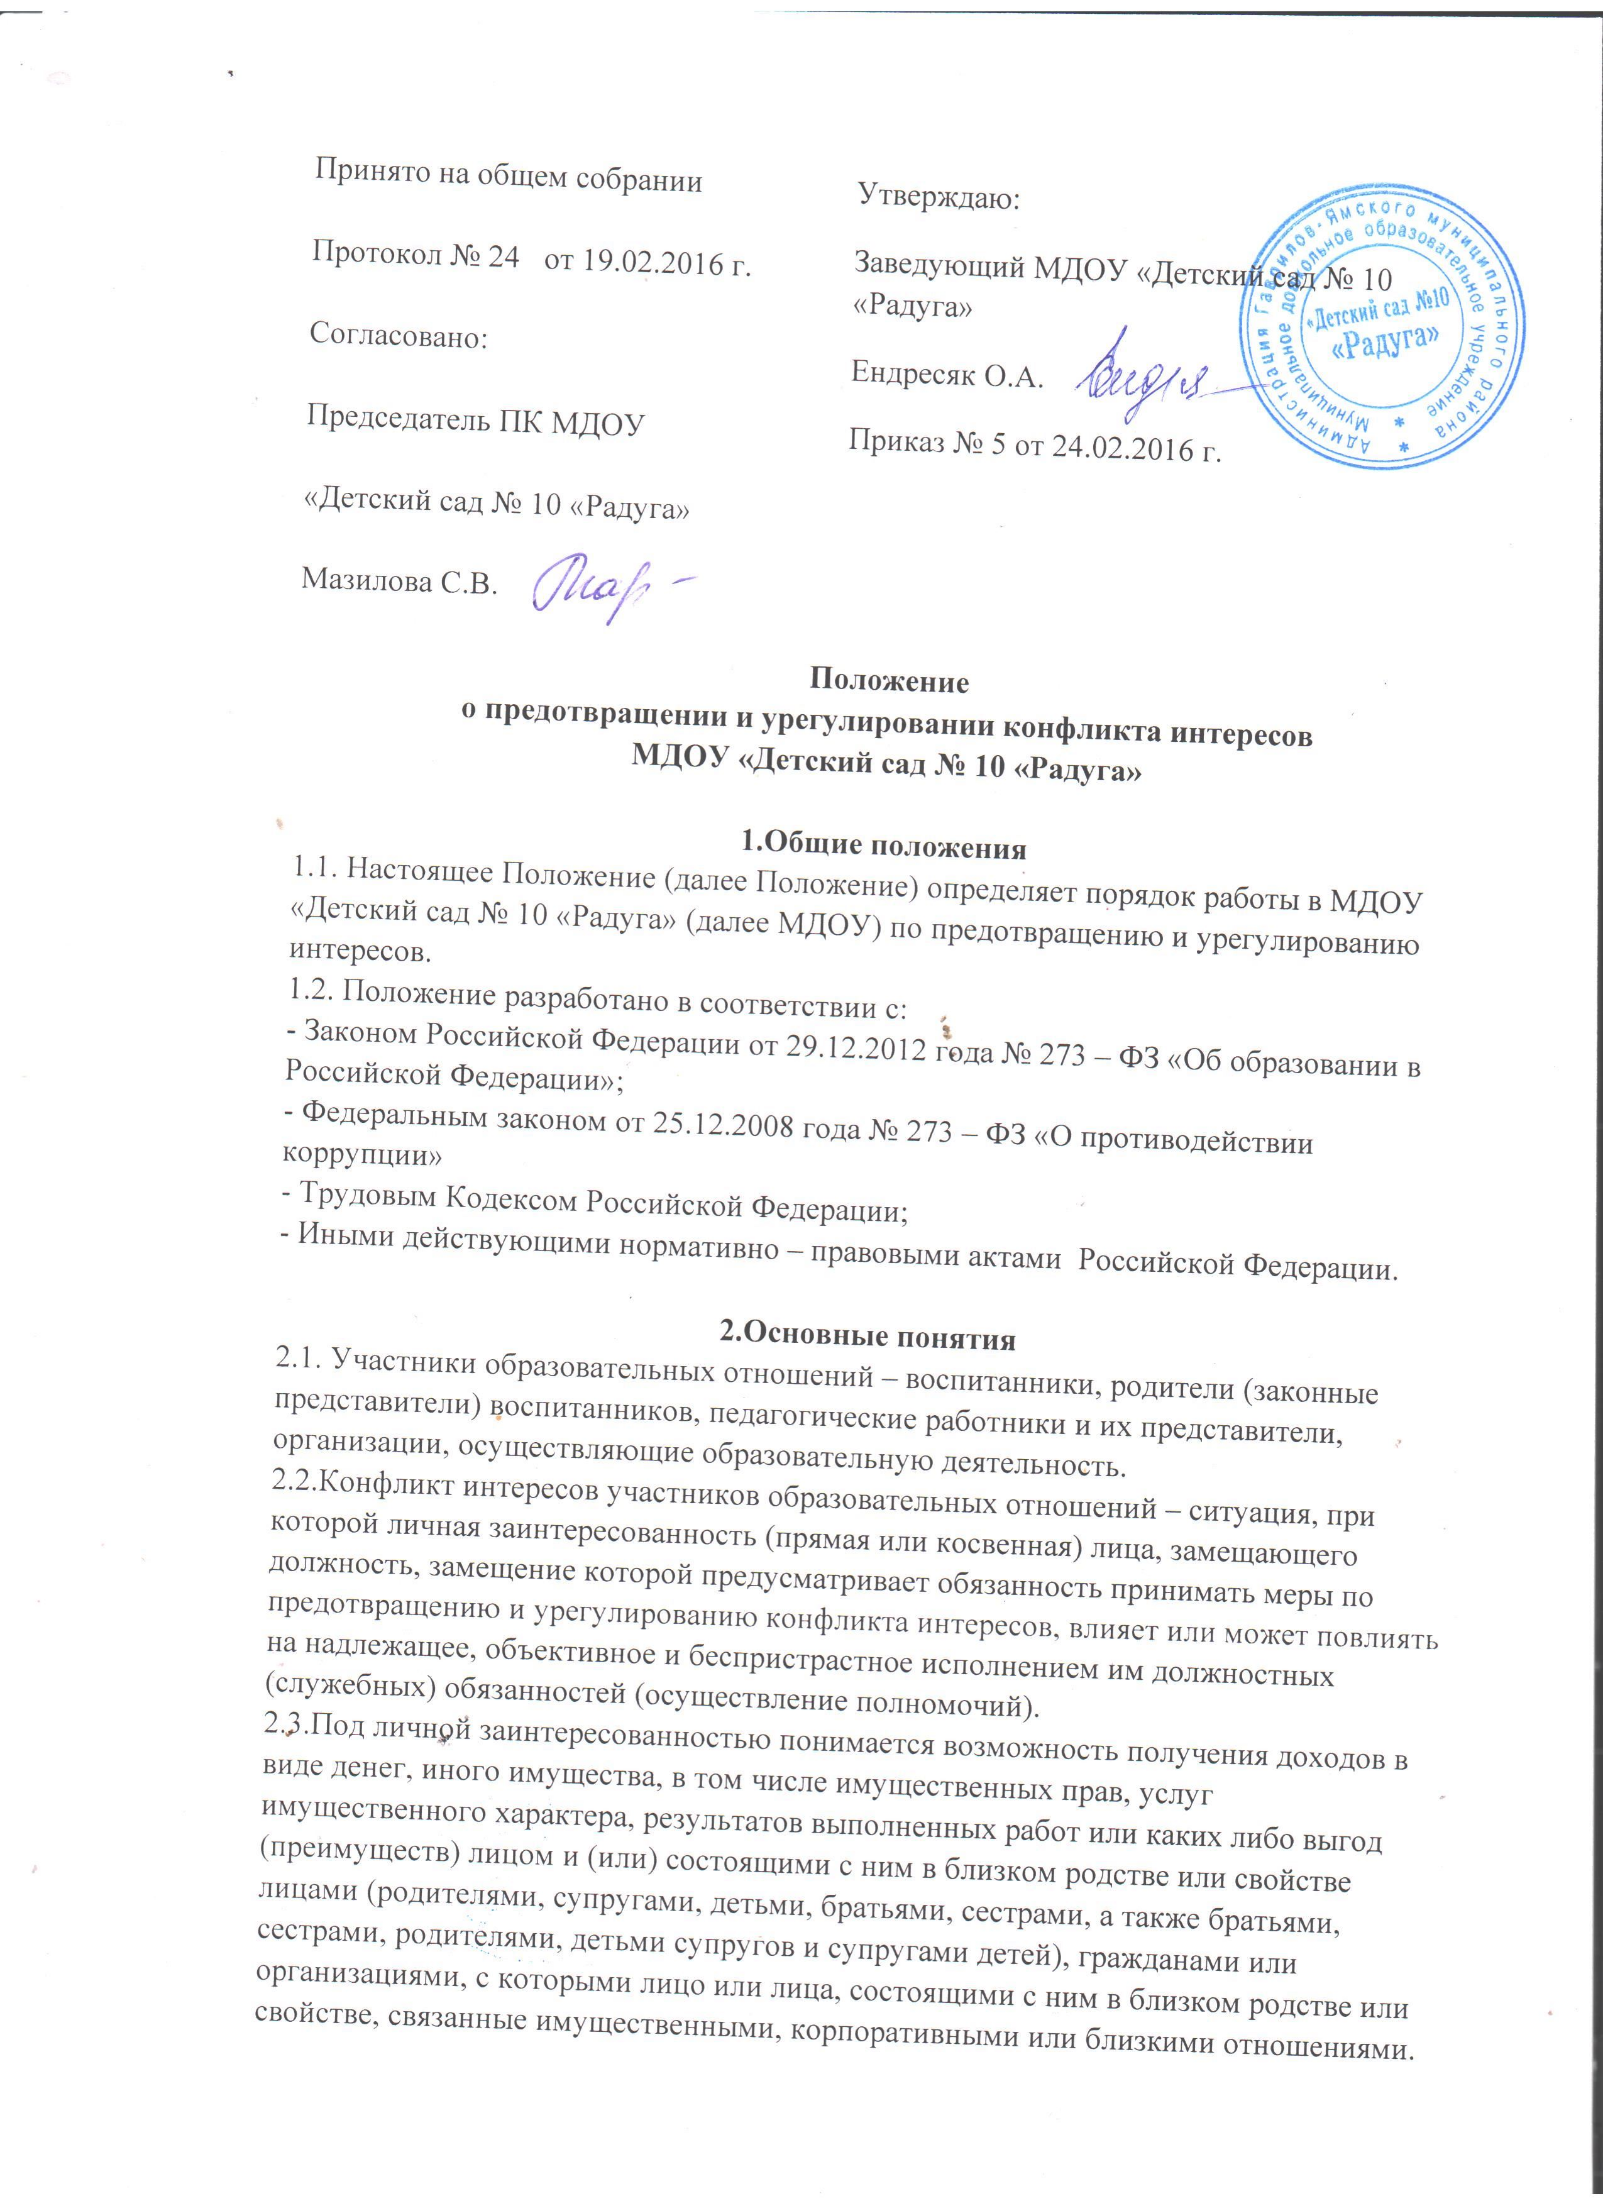 Принято на общем собрании
Протокол № 24 от 19.02.2016 г.
Согласовано:
Председатель ПК МДОУ
«Детский сад № 10 «Радуга»
Мазилова С.В.
Утверждаю:
Заведующий МДОУ «Детский сад № 10
«Радуга»
Ендресяк О.А.
Приказ № 5 от 24.02.2016 г.
Администрация Гаврилов-Ямского муниципального района
Муниципальное дошкольное образовательное учреждение
«Детский сад №10
«Радуга»
Положение
о предотвращении и урегулировании конфликта интересов
МДОУ «Детский сад № 10 «Радуга»
1.Общие положения
1.1. Настоящее Положение (далее Положение) определяет порядок работы в МДОУ
«Детский сад № 10 «Радуга» (далее МДОУ) по предотвращению и урегулированию
интересов.
1.2. Положение разработано в соответствии с:
- Законом Российской Федерации от 29.12.2012 года № 273 – ФЗ «Об образовании в
Российской Федерации»;
- Федеральным законом от 25.12.2008 года № 273 – ФЗ «О противодействии
коррупции»
- Трудовым Кодексом Российской Федерации;
- Иными действующими нормативно – правовыми актами Российской Федерации.
2.Основные понятия
2.1. Участники образовательных отношений – воспитанники, родители (законные
представители) воспитанников, педагогические работники и их представители,
организации, осуществляющие образовательную деятельность.
2.2.Конфликт интересов участников образовательных отношений – ситуация, при
которой личная заинтересованность (прямая или косвенная) лица, замещающего
должность, замещение которой предусматривает обязанность принимать меры по
предотвращению и урегулированию конфликта интересов, влияет или может повлиять
на надлежащее, объективное и беспристрастное исполнением им должностных
(служебных) обязанностей (осуществление полномочий).
2.3.Под личной заинтересованностью понимается возможность получения доходов в
виде денег, иного имущества, в том числе имущественных прав, услуг
имущественного характера, результатов выполненных работ или каких либо выгод
(преимуществ) лицом и (или) состоящими с ним в близком родстве или свойстве
лицами (родителями, супругами, детьми, братьями, сестрами, а также братьями,
сестрами, родителями, детьми супругов и супругами детей), гражданами или
организациями, с которыми лицо или лица, состоящими с ним в близком родстве или
свойстве, связанные имущественными, корпоративными или близкими отношениями.